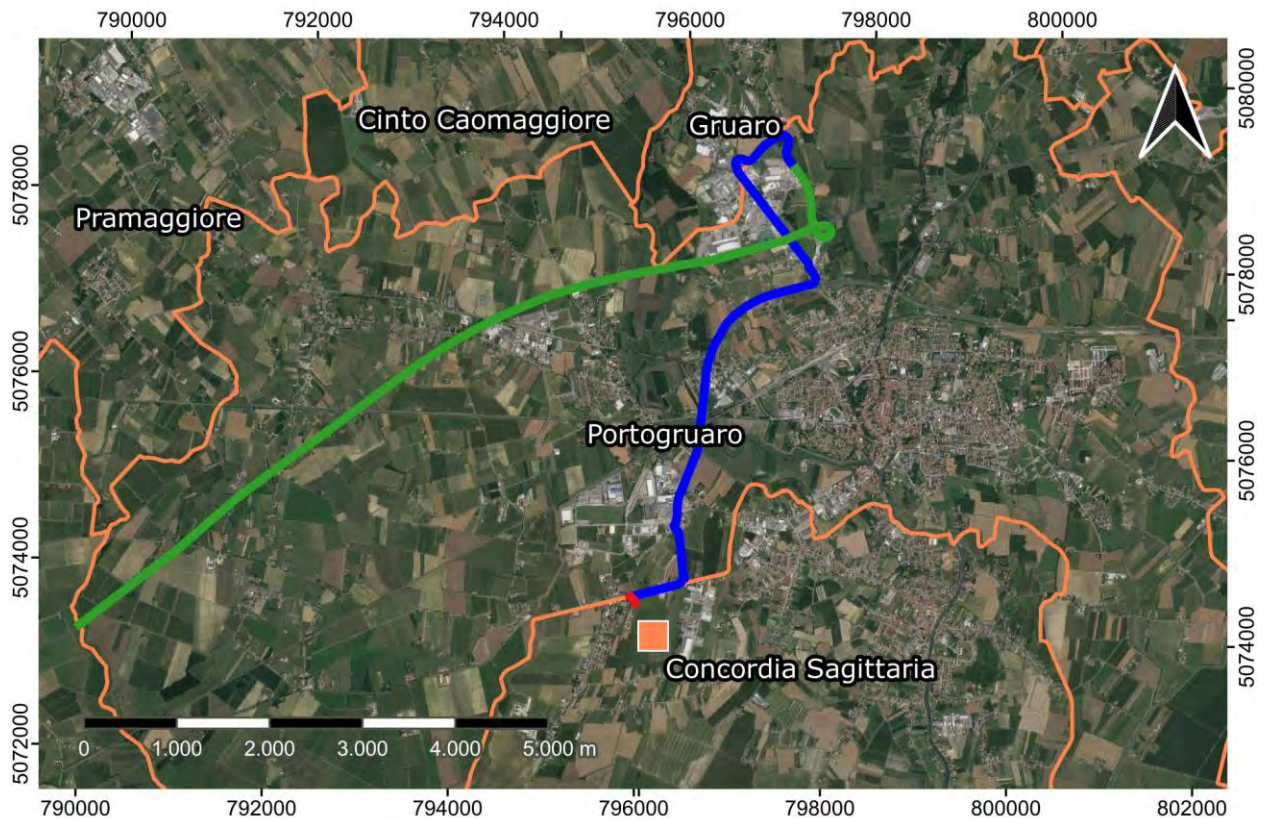 790000 792000 794000 796000 798000 800000
5080000
Cinto Caomaggiore
Gruaro
5078000
Pramaggiore
5078000
5076000
Portogruaro
5076000
5074000
5074000
Concordia Sagittaria
5072000
0 1.000 2.000 3.000 4.000 5.000 m
790000 792000 794000 796000 798000 800000 802000